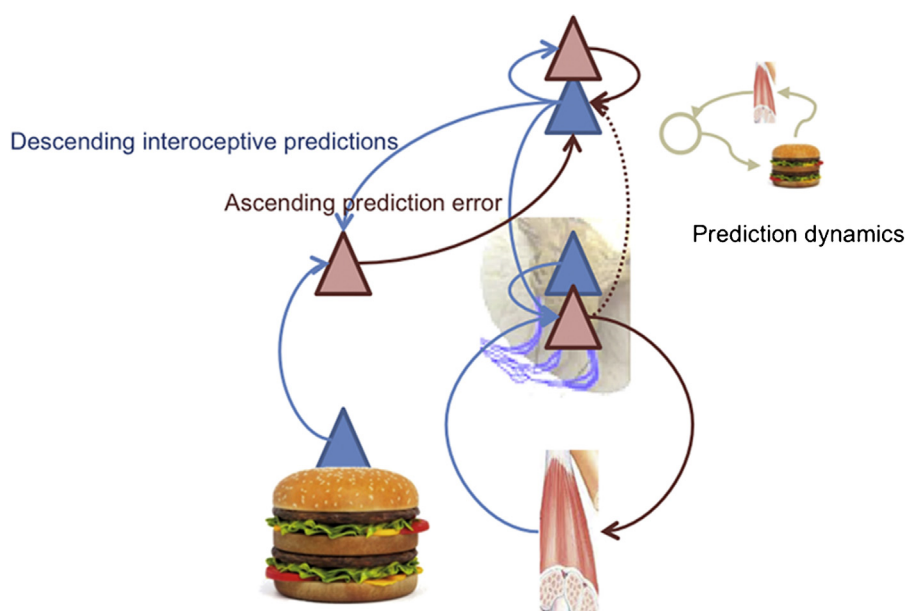 Descending interoceptive predictions
Ascending prediction error
Prediction dynamics